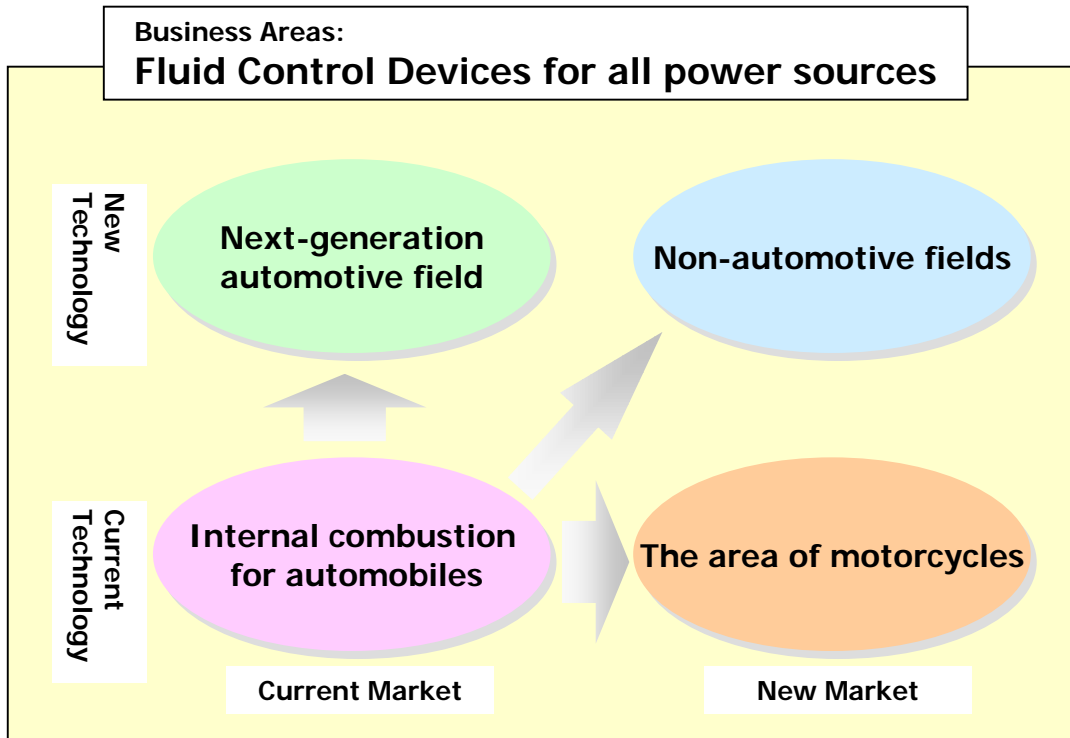 Business Areas:
Fluid Control Devices for all power sources
New
Technology
Next-generation
automotive field
Non-automotive fields
Current
Technology
Internal combustion
for automobiles
The area of motorcycles
Current Market
New Market